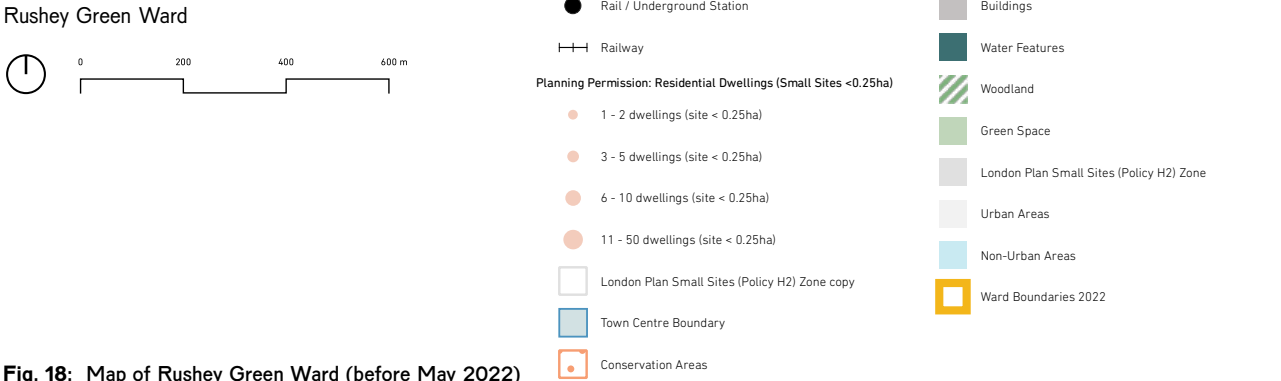 Rushey Green Ward
0 200 400 600 m
Fig. 18: Map of Rushey Green Ward (before May 2022)
Rail / Underground Station
Railway
Planning Permission: Residential Dwellings (Small Sites <0.25ha)
1 - 2 dwellings (site < 0.25ha)
3 - 5 dwellings (site < 0.25ha)
6 - 10 dwellings (site < 0.25ha)
11 - 50 dwellings (site < 0.25ha)
London Plan Small Sites (Policy H2) Zone copy
Town Centre Boundary
Conservation Areas
Buildings
Water Features
Woodland
Green Space
London Plan Small Sites (Policy H2) Zone
Urban Areas
Non-Urban Areas
Ward Boundaries 2022